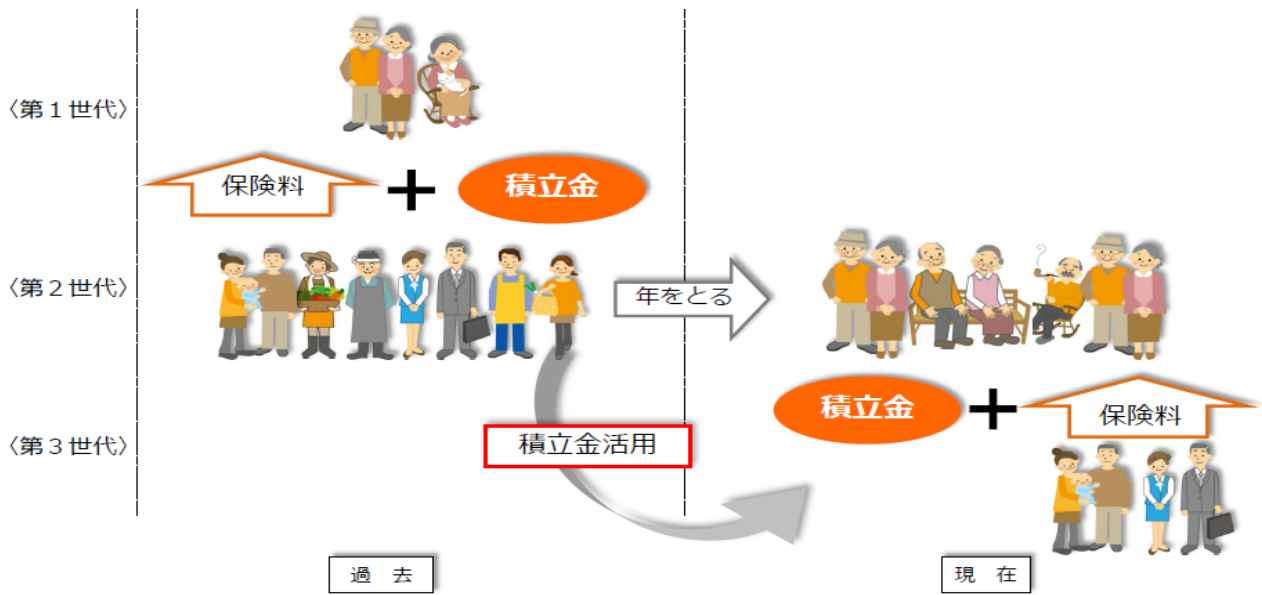 〈第１世代〉
保険料
積立金
〈第２世代〉
年をとる
積立金
保険料
〈第３世代〉
積立金活用
過　去
現　在